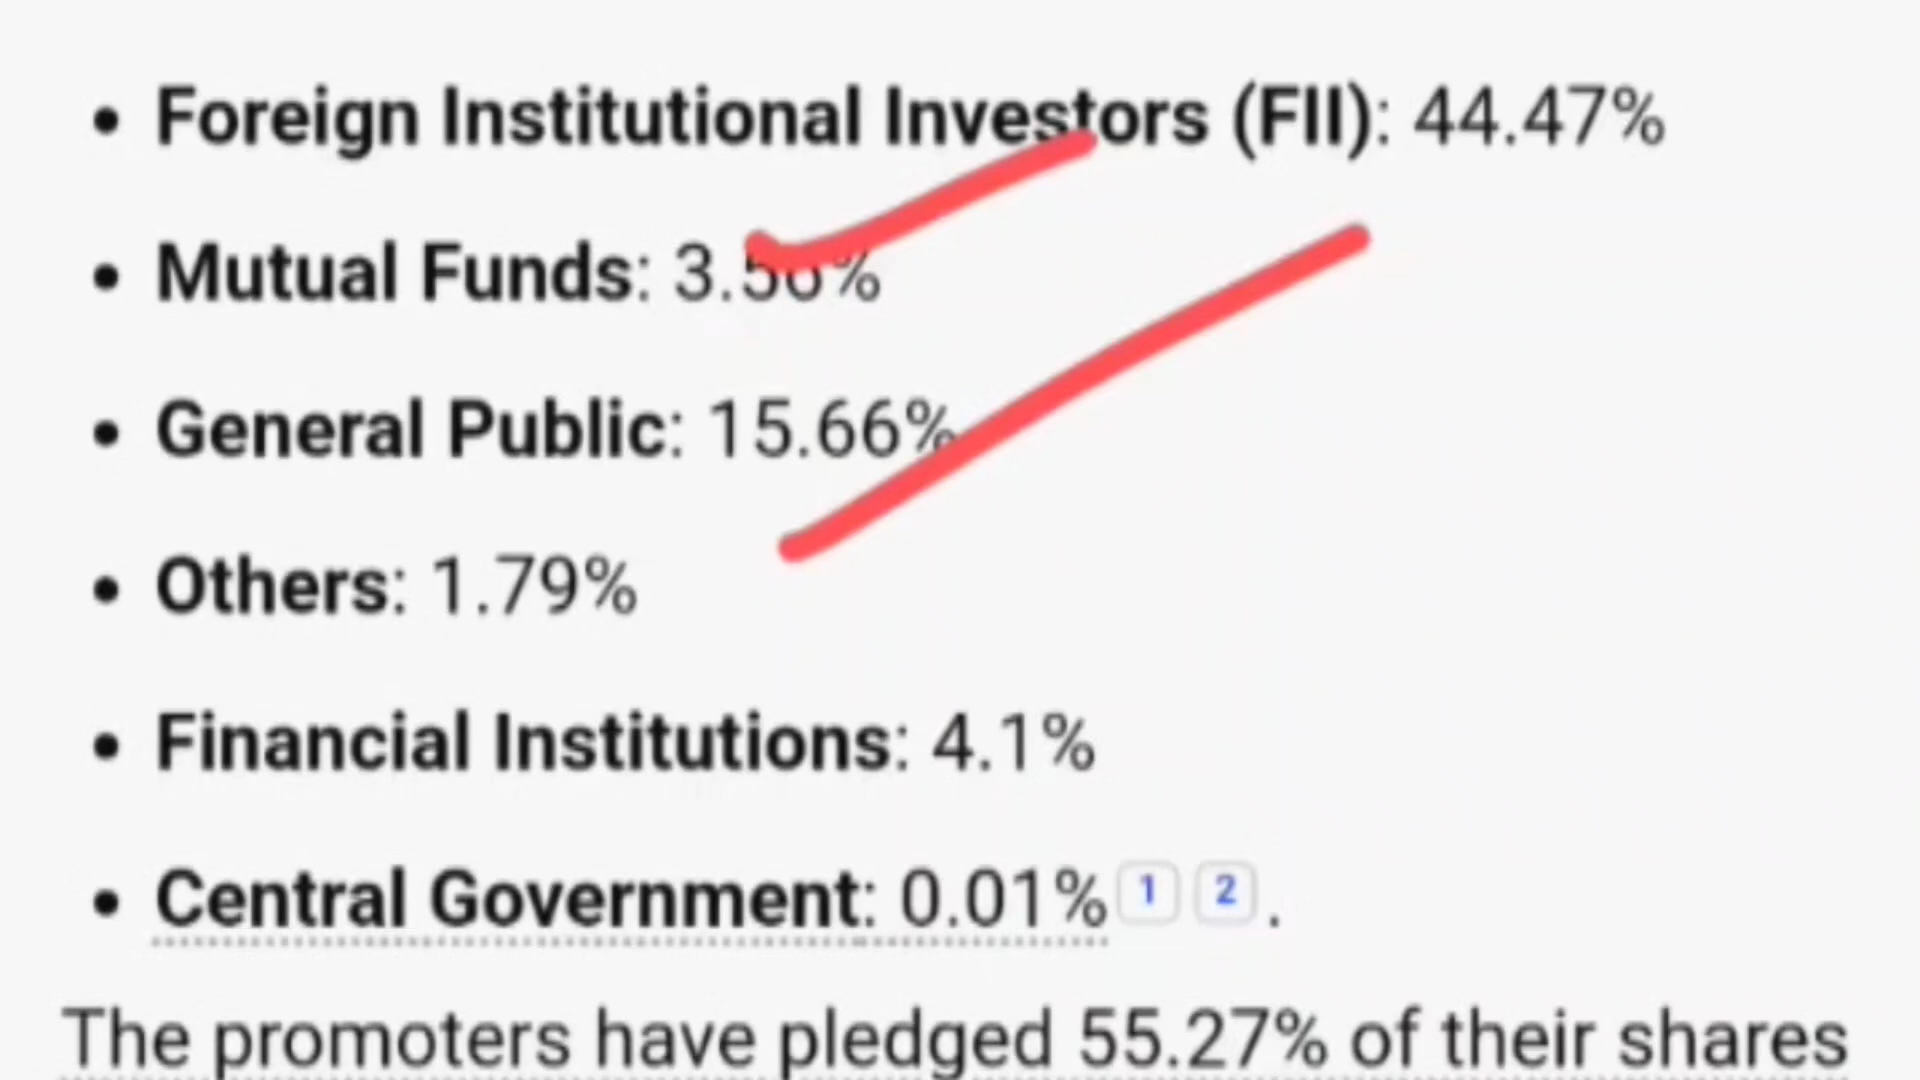 • Foreign Institutional Investors (FII): 44.47%
• Mutual Funds: 3.56%
• General Public: 15.66%
• Others: 1.79%
• Financial Institutions: 4.1%
• Central Government: 0.01% 1 2 .
The promoters have pledged 55.27% of their shares